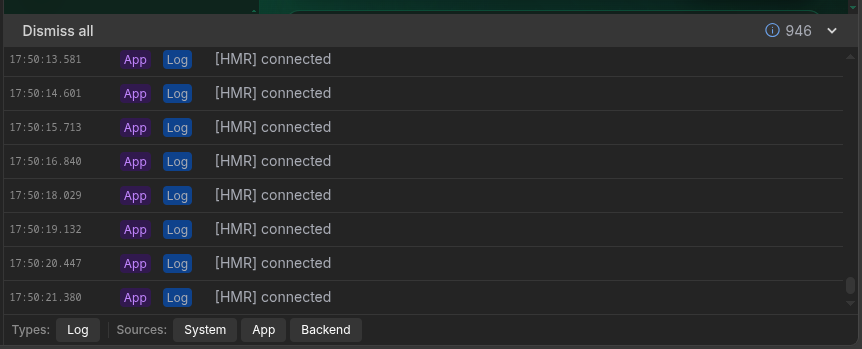 Dismiss all 946
17:50:13.581 App Log [HMR] connected
17:50:14.601 App Log [HMR] connected
17:50:15.713 App Log [HMR] connected
17:50:16.840 App Log [HMR] connected
17:50:18.029 App Log [HMR] connected
17:50:19.132 App Log [HMR] connected
17:50:20.447 App Log [HMR] connected
17:50:21.380 App Log [HMR] connected
Types: Log Sources: System App Backend